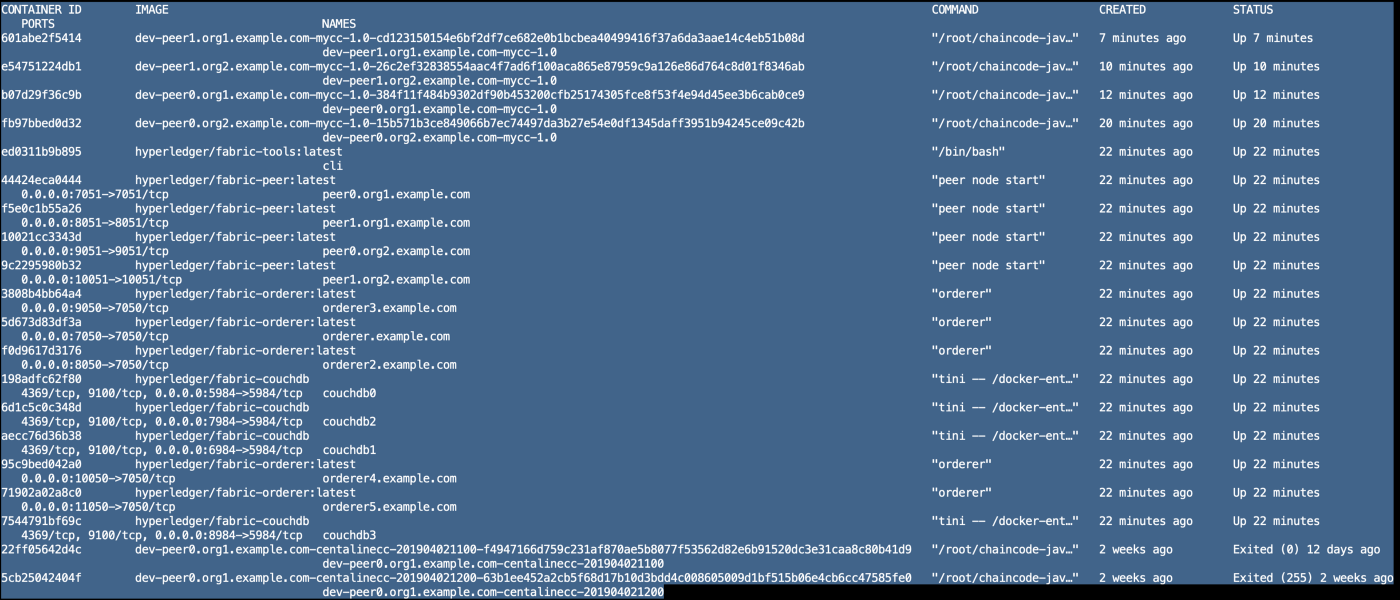 CONTAINER ID        IMAGE                                                                                                                COMMAND                  CREATED             STATUS
   PORTS                                        NAMES
601abe2f5414        dev-peer1.org1.example.com-mycc-1.0-cd123150154e6bf2df7ce682e0b1bcbea40499416f37a6da3aae14c4eb51b08d                 "/root/chaincode-jav…"   7 minutes ago       Up 7 minutes
                                                dev-peer1.org1.example.com-mycc-1.0
e54751224db1        dev-peer1.org2.example.com-mycc-1.0-26c2ef32838554aac4f7ad6f100aca865e87959c9a126e86d764c8d01f8346ab                 "/root/chaincode-jav…"   10 minutes ago      Up 10 minutes
                                                dev-peer1.org2.example.com-mycc-1.0
b07d29f36c9b        dev-peer0.org1.example.com-mycc-1.0-384f11f484b9302df90b453200cfb25174305fce8f53f4e94d45ee3b6cab0ce9                 "/root/chaincode-jav…"   12 minutes ago      Up 12 minutes
                                                dev-peer0.org1.example.com-mycc-1.0
fb97bbed0d32        dev-peer0.org2.example.com-mycc-1.0-15b571b3ce849066b7ec74497da3b27e54e0df1345daff3951b94245ce09c42b                 "/root/chaincode-jav…"   20 minutes ago      Up 20 minutes
                                                dev-peer0.org2.example.com-mycc-1.0
ed0311b9b895        hyperledger/fabric-tools:latest                                                                                      "/bin/bash"              22 minutes ago      Up 22 minutes
                                                cli
44424eca0444        hyperledger/fabric-peer:latest                                                                                       "peer node start"        22 minutes ago      Up 22 minutes
   0.0.0.0:7051->7051/tcp                       peer0.org1.example.com
f5e0c1b55a26        hyperledger/fabric-peer:latest                                                                                       "peer node start"        22 minutes ago      Up 22 minutes
   0.0.0.0:8051->8051/tcp                       peer1.org1.example.com
10021cc3343d        hyperledger/fabric-peer:latest                                                                                       "peer node start"        22 minutes ago      Up 22 minutes
   0.0.0.0:9051->9051/tcp                       peer0.org2.example.com
9c2295980b32        hyperledger/fabric-peer:latest                                                                                       "peer node start"        22 minutes ago      Up 22 minutes
   0.0.0.0:10051->10051/tcp                     peer1.org2.example.com
3808b4bb64a4        hyperledger/fabric-orderer:latest                                                                                    "orderer"                22 minutes ago      Up 22 minutes
   0.0.0.0:9050->7050/tcp                       orderer3.example.com
5d673d83df3a        hyperledger/fabric-orderer:latest                                                                                    "orderer"                22 minutes ago      Up 22 minutes
   0.0.0.0:7050->7050/tcp                       orderer.example.com
f0d9617d3176        hyperledger/fabric-orderer:latest                                                                                    "orderer"                22 minutes ago      Up 22 minutes
   0.0.0.0:8050->7050/tcp                       orderer2.example.com
198adfc62f80        hyperledger/fabric-couchdb                                                                                           "tini -- /docker-ent…"   22 minutes ago      Up 22 minutes
   4369/tcp, 9100/tcp, 0.0.0.0:5984->5984/tcp   couchdb0
6d1c5c0c348d        hyperledger/fabric-couchdb                                                                                           "tini -- /docker-ent…"   22 minutes ago      Up 22 minutes
   4369/tcp, 9100/tcp, 0.0.0.0:7984->5984/tcp   couchdb2
aecc76d36b38        hyperledger/fabric-couchdb                                                                                           "tini -- /docker-ent…"   22 minutes ago      Up 22 minutes
   4369/tcp, 9100/tcp, 0.0.0.0:6984->5984/tcp   couchdb1
95c9bed042a0        hyperledger/fabric-orderer:latest                                                                                    "orderer"                22 minutes ago      Up 22 minutes
   0.0.0.0:10050->7050/tcp                      orderer4.example.com
71902a02a8c0        hyperledger/fabric-orderer:latest                                                                                    "orderer"                22 minutes ago      Up 22 minutes
   0.0.0.0:11050->7050/tcp                      orderer5.example.com
7544791bf69c        hyperledger/fabric-couchdb                                                                                           "tini -- /docker-ent…"   22 minutes ago      Up 22 minutes
   4369/tcp, 9100/tcp, 0.0.0.0:8984->5984/tcp   couchdb3
22ff05642d4c        dev-peer0.org1.example.com-centalinecc-201904021100-f4947166d759c231af870ae5b8077f53562d82e6b91520dc3e31caa8c80b41d9   "/root/chaincode-jav…"   2 weeks ago         Exited (0) 12 days ago
                                                dev-peer0.org1.example.com-centalinecc-201904021100
5cb25042404f        dev-peer0.org1.example.com-centalinecc-201904021200-63b1ee452a2cb5f68d17b10d3bdd4c008605009d1bf515b06e4cb6cc47585fe0   "/root/chaincode-jav…"   2 weeks ago         Exited (255) 2 weeks ago
                                                dev-peer0.org1.example.com-centalinecc-201904021200